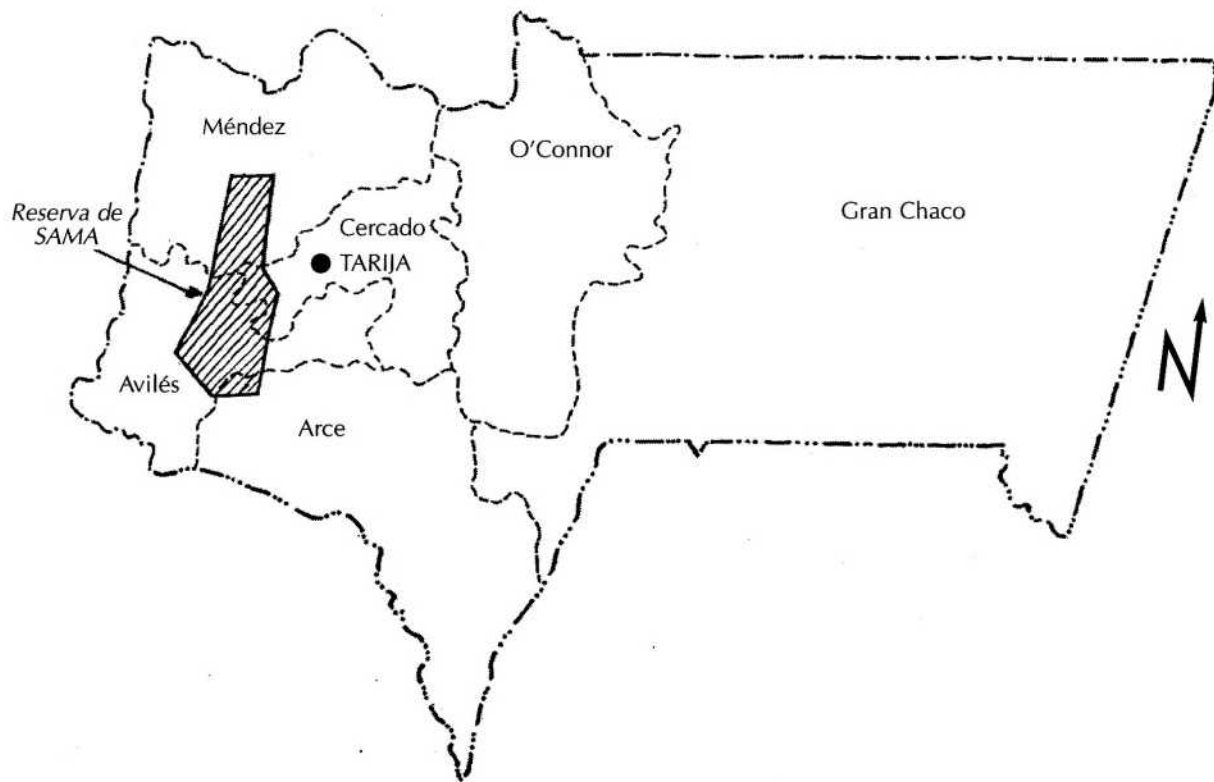 Méndez
O'Connor
Reserva de
SAMA
Cercado
TARIJA
Gran Chaco
Avilés
Arce
N